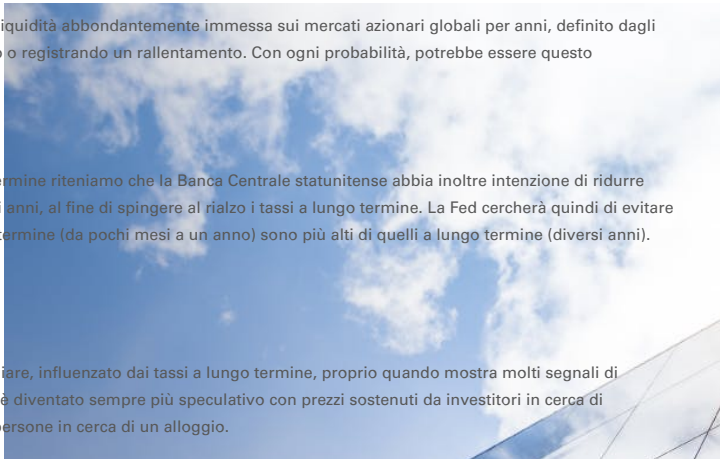 iquidità abbondantemente immessa sui mercati azionari globali per anni, definito dagli
o registrando un rallentamento. Con ogni probabilità, potrebbe essere questo
ermine riteniamo che la Banca Centrale statunitense abbia inoltre intenzione di ridurre
i anni, al fine di spingere al rialzo i tassi a lungo termine. La Fed cercherà quindi di evitare
termine (da pochi mesi a un anno) sono più alti di quelli a lungo termine (diversi anni).
iare, influenzato dai tassi a lungo termine, proprio quando mostra molti segnali di
è diventato sempre più speculativo con prezzi sostenuti da investitori in cerca di
persone in cerca di un alloggio.